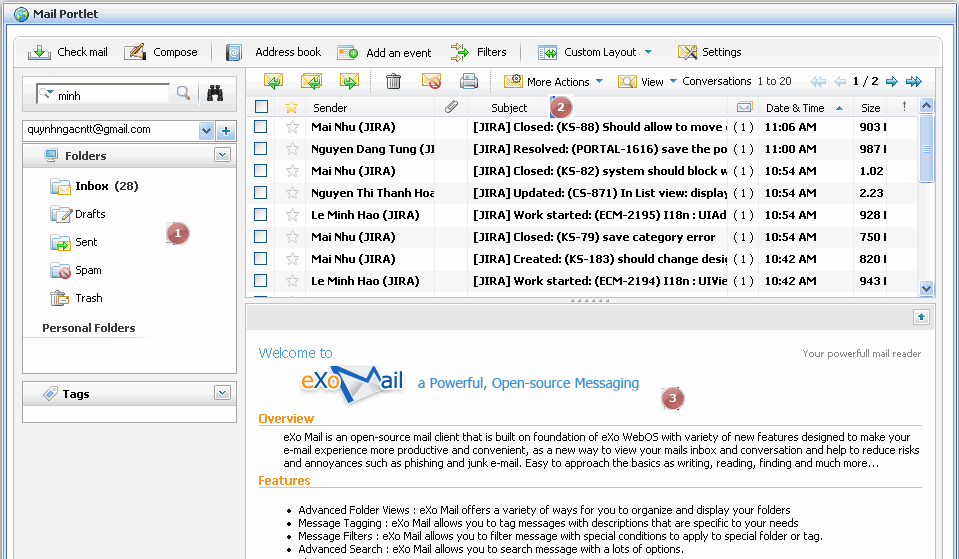 Mail Portlet
Check mail Compose Address book Add an event Filters Custom Layout Settings
minh
More Actions View Conversations 1 to 20 1 / 2
quynhngacntt@gmail.com
Folders
Inbox (28)
Drafts
Sent
Spam
Trash
Personal Folders
Tags
1
Sender Subject 2 Date & Time Size !
Mai Nhu (JIRA) [JIRA] Closed: (KS-88) Should allow to move (1) 11:06 AM 903
Nguyen Dang Tung (JI [JIRA] Resolved: (PORTAL-1616) save the po (1) 11:00 AM 987
Mai Nhu (JIRA) [JIRA] Closed: (KS-82) system should block w (1) 10:54 AM 1.02
Nguyen Thi Thanh Hoa [JIRA] Updated: (CS-871) In List view: display (1) 10:54 AM 2.23
Le Minh Hao (JIRA) [JIRA] Work started: (ECM-2195) I18n : UIAd (1) 10:54 AM 928
Mai Nhu (JIRA) [JIRA] Closed: (KS-79) save category error (1) 10:54 AM 750
Mai Nhu (JIRA) [JIRA] Created: (KS-183) should change desi (1) 10:42 AM 820
Le Minh Hao (JIRA) [JIRA] Work started: (ECM-2194) I18n : UIVie (1) 10:42 AM 943
Welcome to Your powerfull mail reader
eXo Mail a Powerful, Open-source Messaging
3
Overview
eXo Mail is an open-source mail client that is built on foundation of eXo WebOS with variety of new features designed to make your
e-mail experience more productive and convenient, as a new way to view your mails inbox and conversation and help to reduce risks
and annoyances such as phishing and junk e-mail. Easy to approach the basics as writing, reading, finding and much more...
Features
• Advanced Folder Views : eXo Mail offers a variety of ways for you to organize and display your folders
• Message Tagging : eXo Mail allows you to tag messages with descriptions that are specific to your needs
• Message Filters : eXo Mail allows you to filter message with special conditions to apply to special folder or tag.
• Advanced Search : eXo Mail allows you to search message with a lots of options.